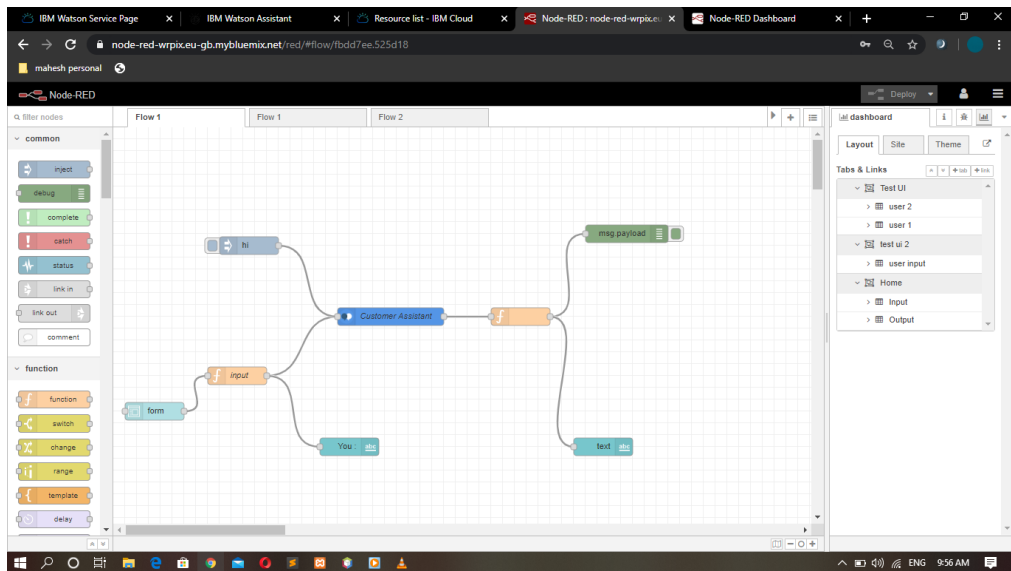 IBM Watson Service Page
IBM Watson Assistant
Resource list - IBM Cloud
Node-RED : node-red-wrpix.eu
Node-RED Dashboard
node-red-wrpix.eu-gb.mybluemix.net/red/#flow/fbdd7ee.525d18
mahesh personal
Node-RED
Deploy
filter nodes
Flow 1
Flow 1
Flow 2
dashboard
i
common
inject
debug
complete
catch
status
link in
link out
comment
function
function
switch
change
range
template
delay
hi
Customer Assistant
msg.payload
input
form
You :
abc
text
abc
Layout
Site
Theme
Tabs & Links
+ tab
+ link
Test UI
user 2
user 1
test ui 2
user input
Home
Input
Output
ENG
9:56 AM